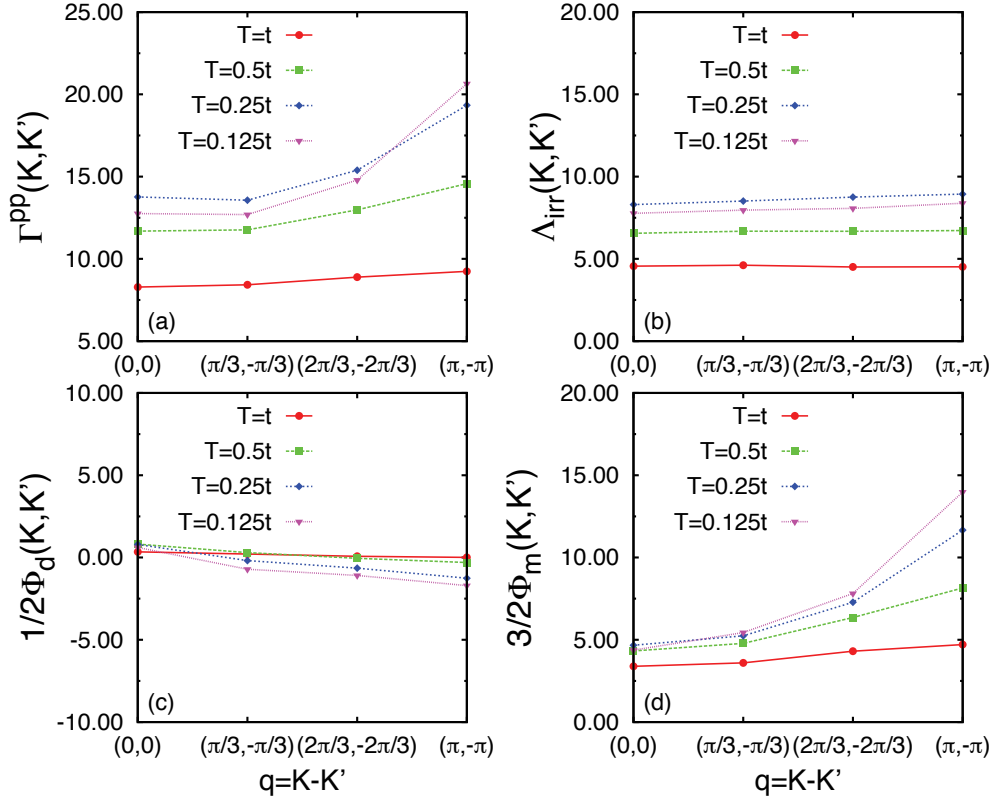 25.00
20.00
15.00
10.00
5.00
Γᵖᵖ(K,K’)
T=t
T=0.5t
T=0.25t
T=0.125t
(a)
(0,0)
(π/3,-π/3)
(2π/3,-2π/3)
(π,-π)
20.00
15.00
10.00
5.00
0.00
Λᵢᵣᵣ(K,K’)
T=t
T=0.5t
T=0.25t
T=0.125t
(b)
(0,0)
(π/3,-π/3)
(2π/3,-2π/3)
(π,-π)
10.00
5.00
0.00
-5.00
-10.00
1/2Φ_d(K,K’)
T=t
T=0.5t
T=0.25t
T=0.125t
(c)
(0,0)
(π/3,-π/3)
(2π/3,-2π/3)
(π,-π)
q=K-K’
20.00
15.00
10.00
5.00
0.00
3/2Φₘ(K,K’)
T=t
T=0.5t
T=0.25t
T=0.125t
(d)
(0,0)
(π/3,-π/3)
(2π/3,-2π/3)
(π,-π)
q=K-K’